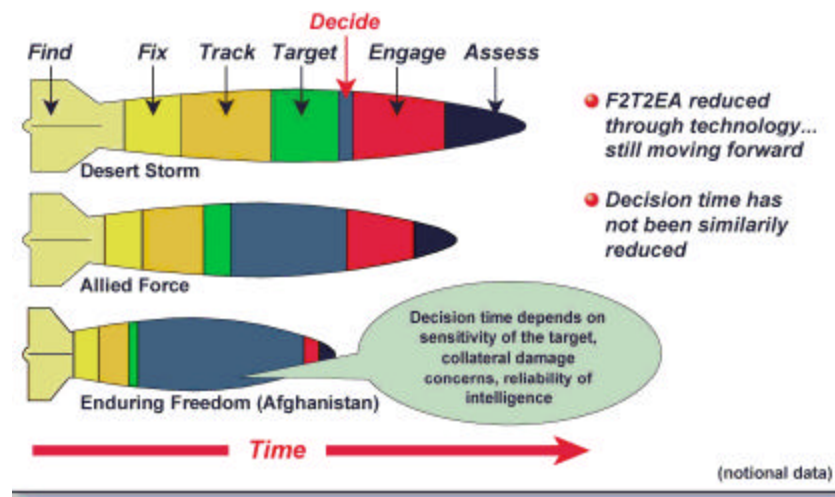 Decide
Find
Fix
Track
Target
Engage
Assess
Desert Storm
F2T2EA reduced
through technology...
still moving forward
Decision time has
not been similarily
reduced
Allied Force
Decision time depends on
sensitivity of the target,
collateral damage
concerns, reliability of
intelligence
Enduring Freedom (Afghanistan)
Time
(notional data)